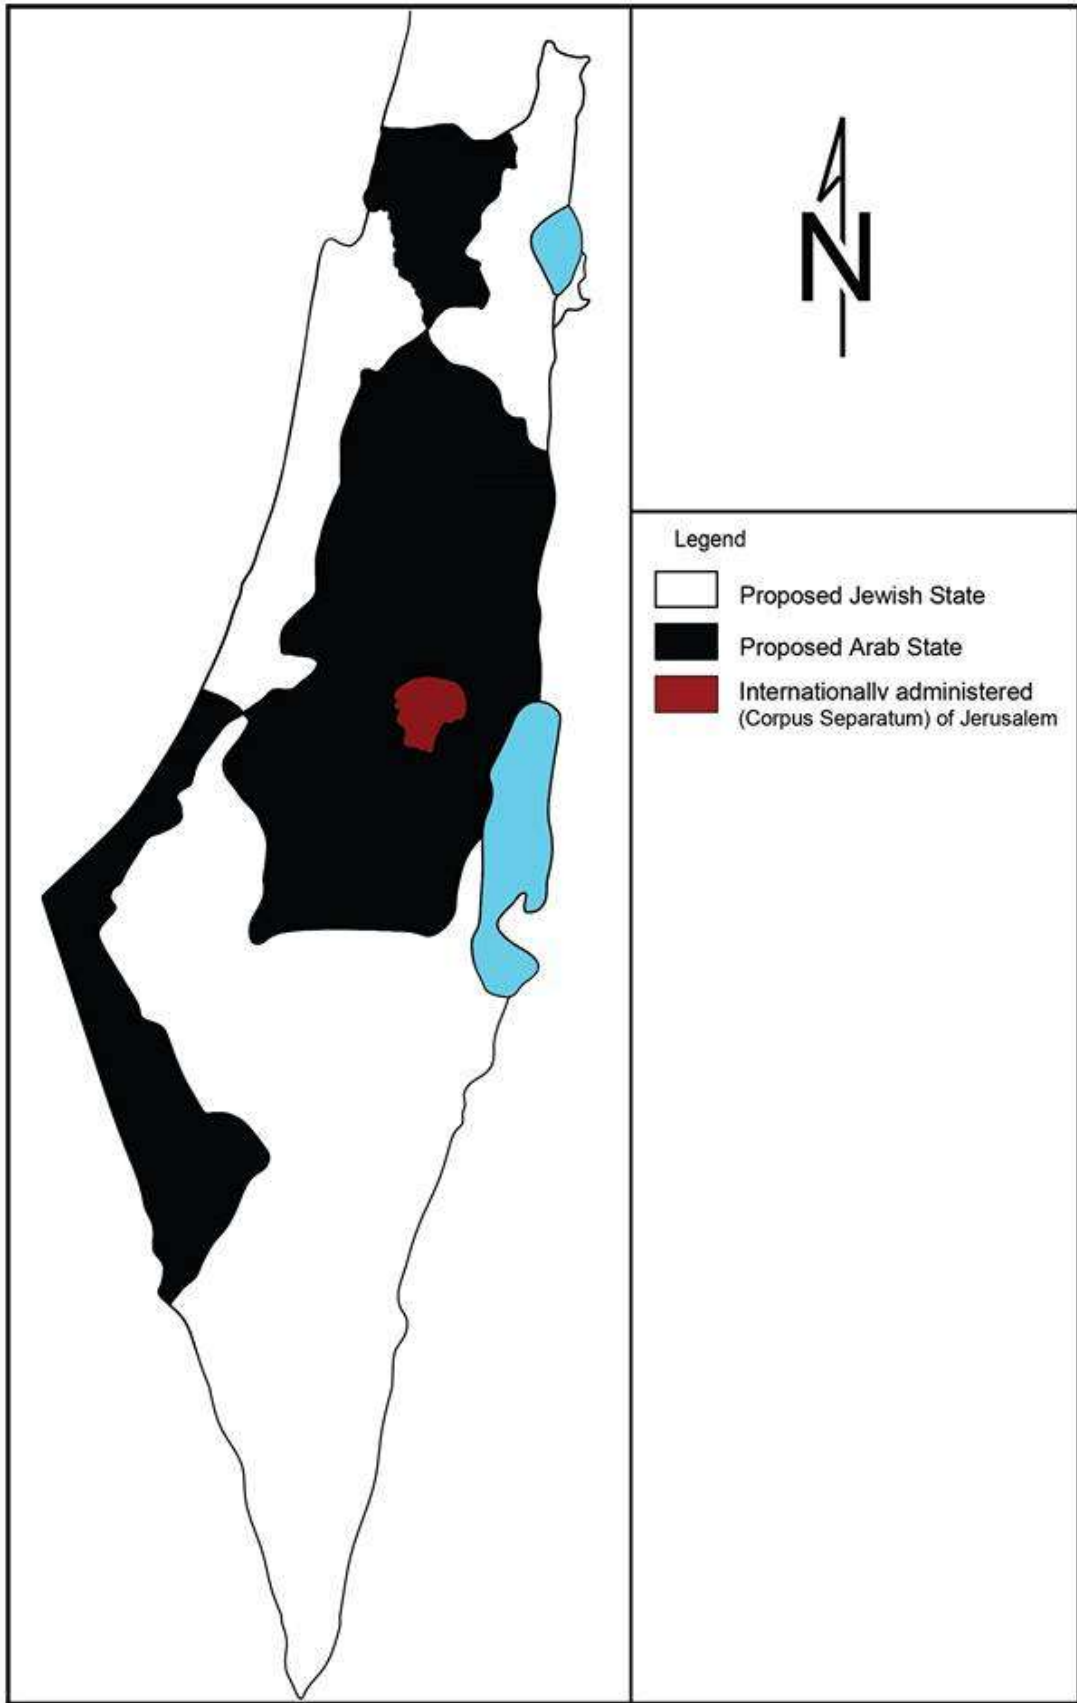 N
Legend
Proposed Jewish State
Proposed Arab State
Internationallv administered
(Corpus Separatum) of Jerusalem